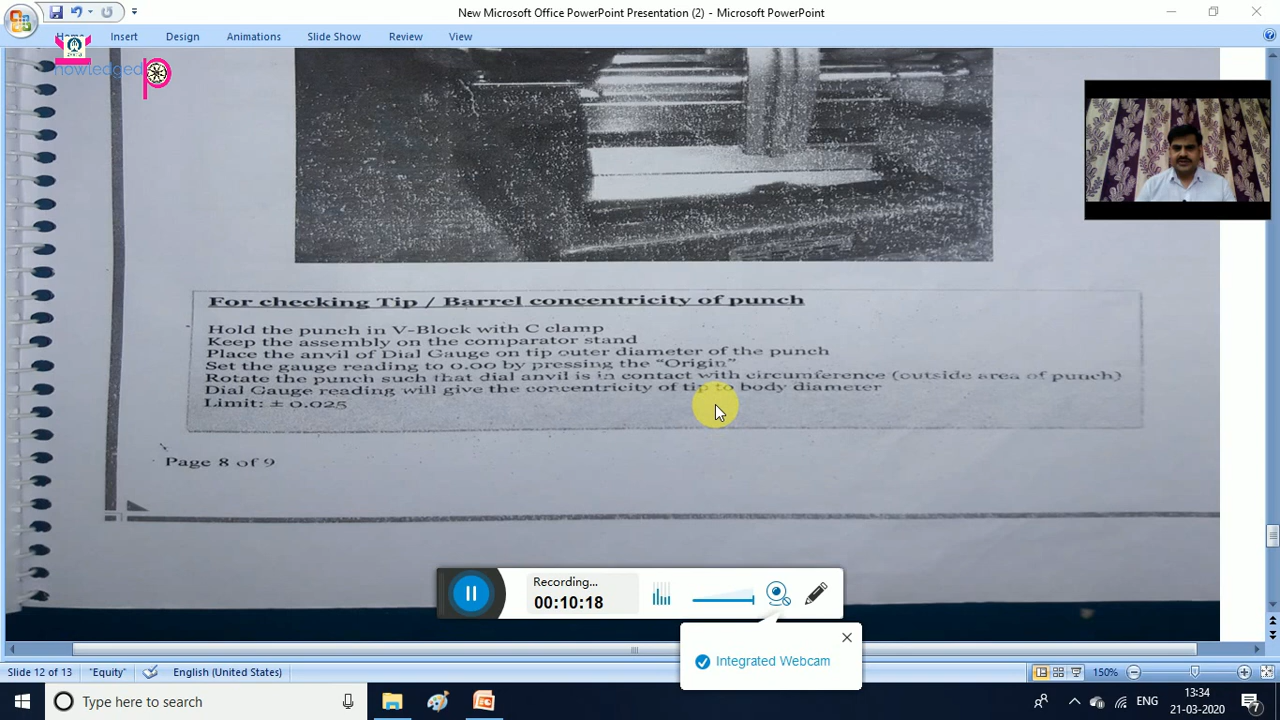 New Microsoft Office PowerPoint Presentation (2) - Microsoft PowerPoint
Home Insert Design Animations Slide Show Review View
nowledged p
For checking Tip / Barrel concentricity of punch
Hold the punch in V-Block with C clamp
Keep the assembly on the comparator stand
Place the anvil of Dial Gauge on tip outer diameter of the punch
Set the gauge reading to 0.00 by pressing the "Origin"
Rotate the punch such that dial anvil is in contact with circumference (outside area of punch)
Dial Gauge reading will give the concentricity of tip to body diameter
Limit: ± 0.025
Page 8 of 9
Recording...
00:10:18
Integrated Webcam
Slide 12 of 13 "Equity" English (United States) 150%
Type here to search
ENG
13:34
21-03-2020
7